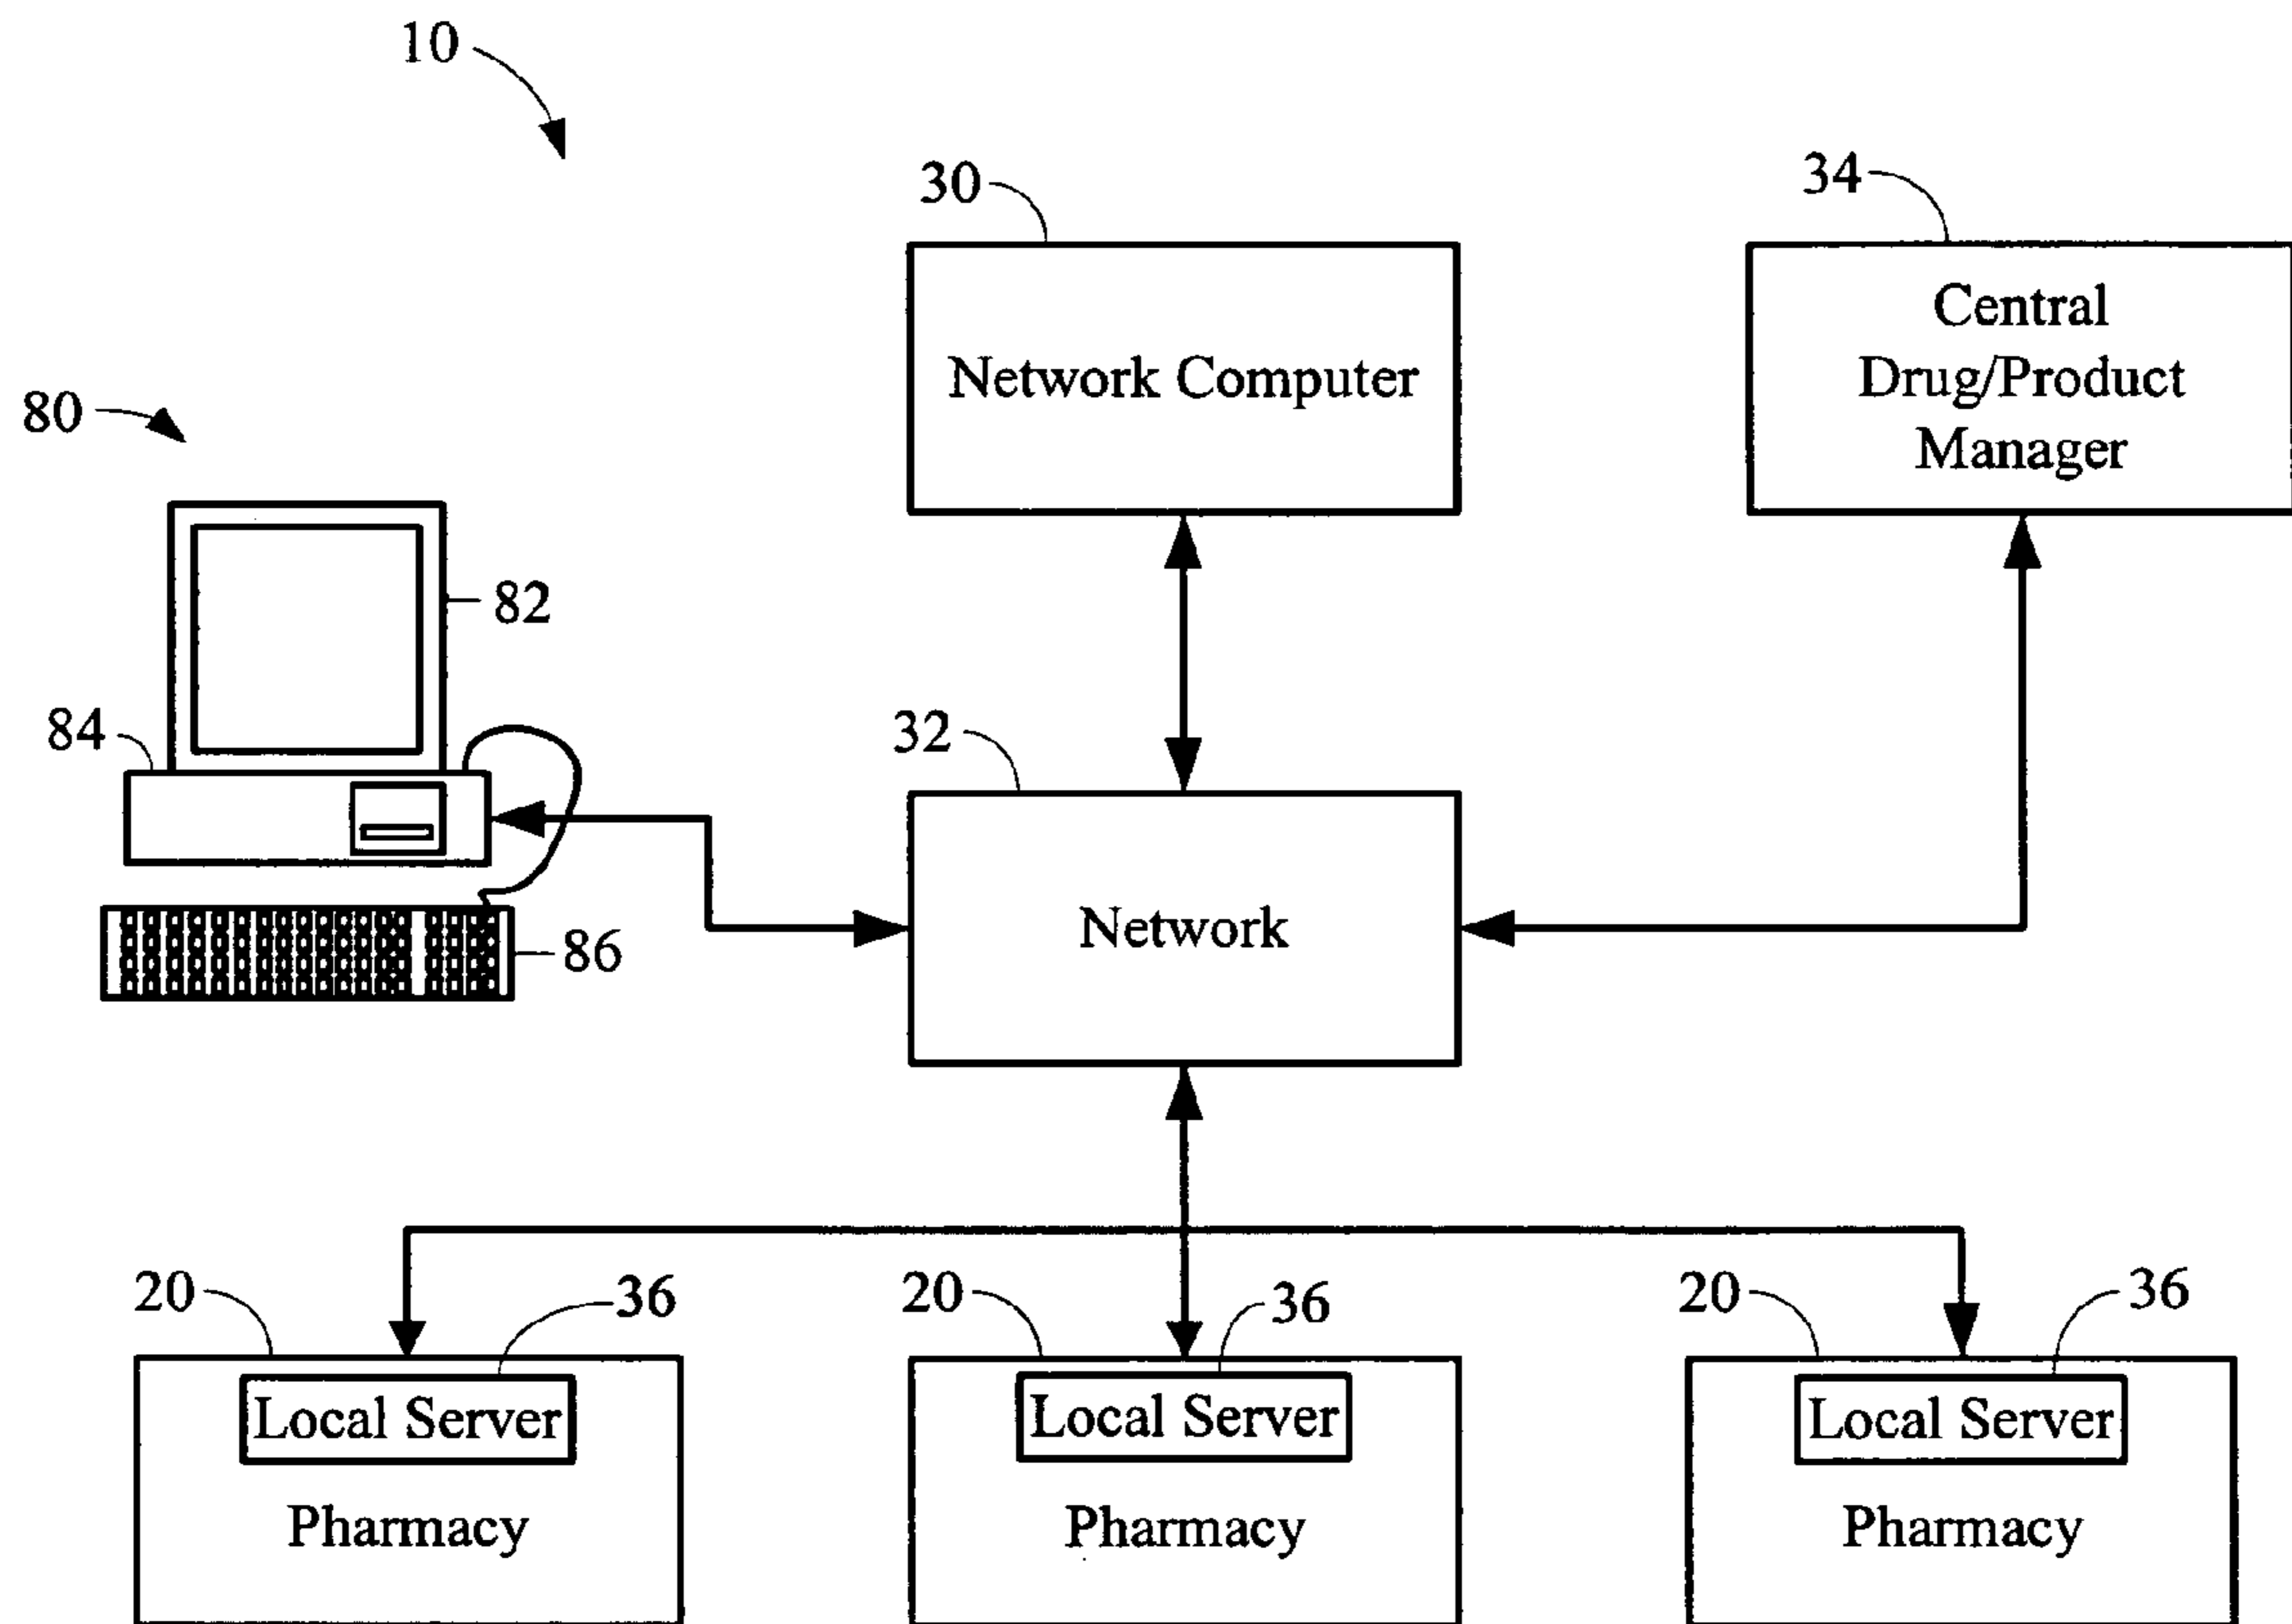 10
30
34
Network Computer
Central
Drug/Product
Manager
80
82
84
32
Network
86
20
36
20
36
20
36
Local Server
Local Server
Local Server
Pharmacy
Pharmacy
Pharmacy